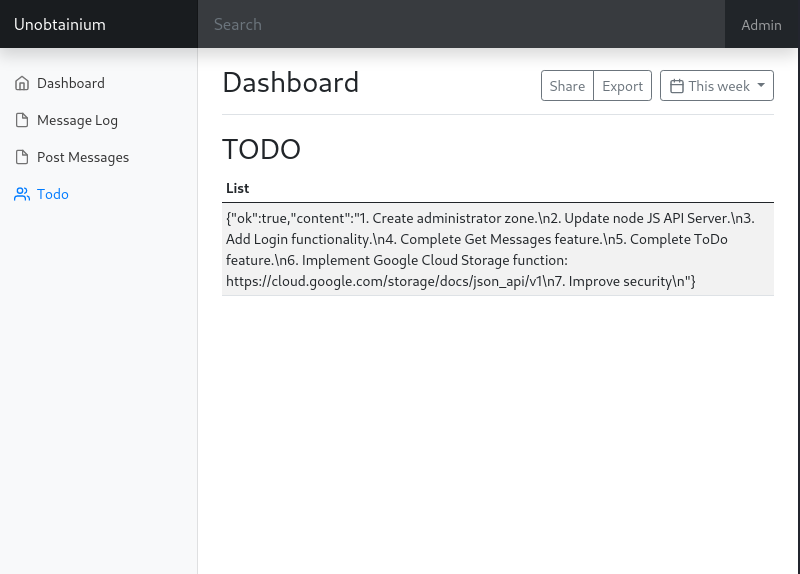 Unobtainium
Search
Admin
Dashboard
Message Log
Post Messages
Todo
Dashboard
Share
Export
This week
TODO
List
{"ok":true,"content":"1. Create administrator zone.\n2. Update node JS API Server.\n3.
Add Login functionality.\n4. Complete Get Messages feature.\n5. Complete ToDo
feature.\n6. Implement Google Cloud Storage function:
https://cloud.google.com/storage/docs/json_api/v1\n7. Improve security\n"}